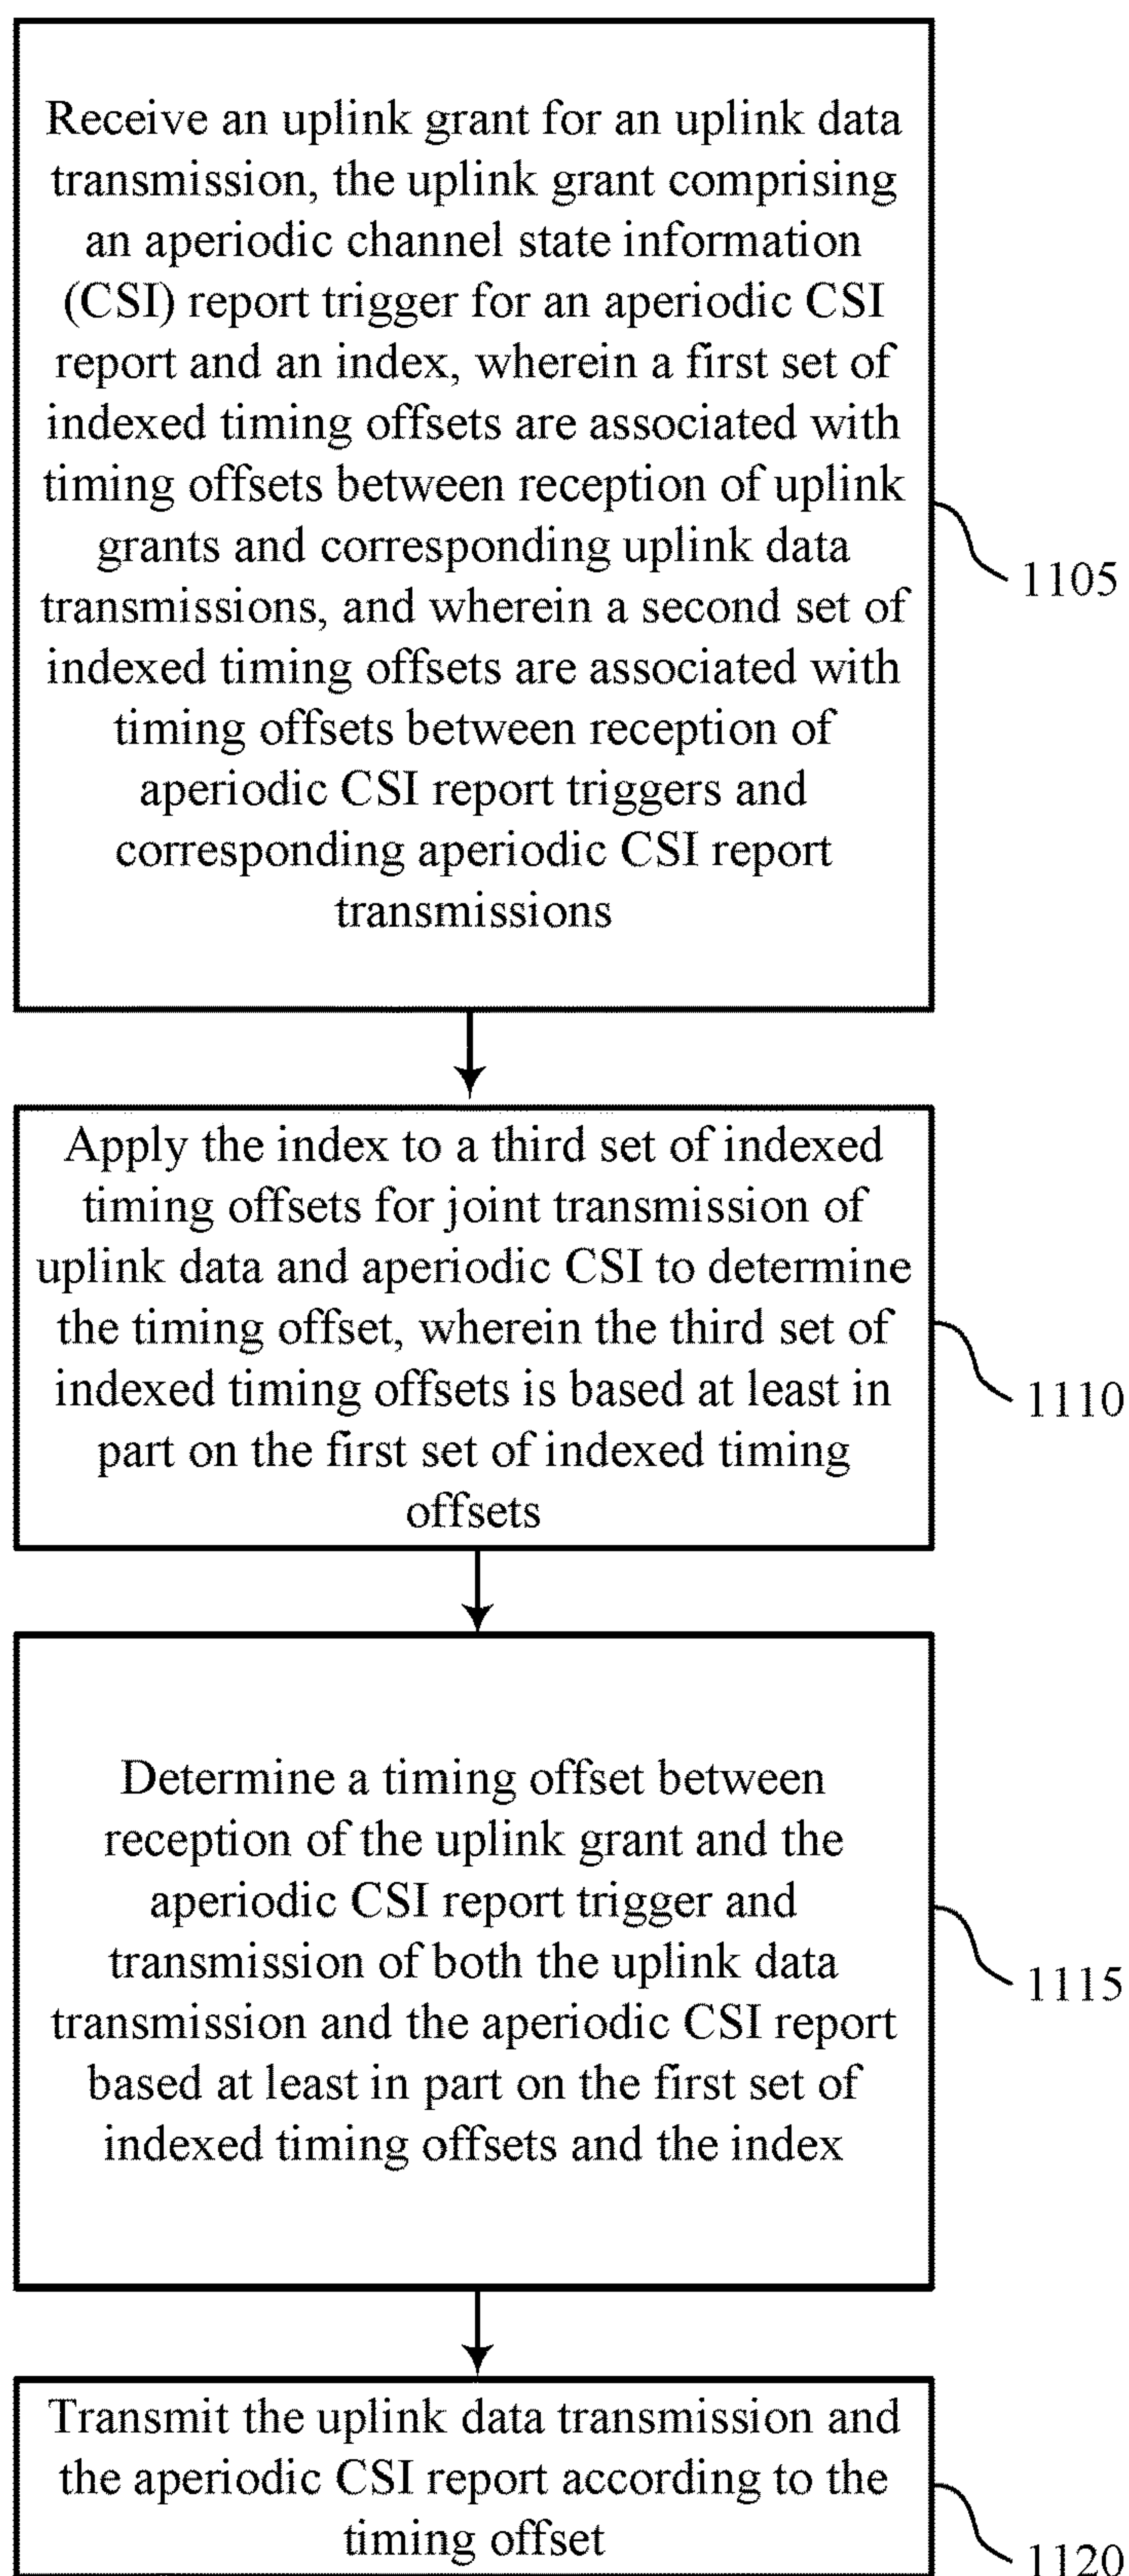 Receive an uplink grant for an uplink data
transmission, the uplink grant comprising
an aperiodic channel state information
(CSI) report trigger for an aperiodic CSI
report and an index, wherein a first set of
indexed timing offsets are associated with
timing offsets between reception of uplink
grants and corresponding uplink data
transmissions, and wherein a second set of
indexed timing offsets are associated with
timing offsets between reception of
aperiodic CSI report triggers and
corresponding aperiodic CSI report
transmissions
1105
Apply the index to a third set of indexed
timing offsets for joint transmission of
uplink data and aperiodic CSI to determine
the timing offset, wherein the third set of
indexed timing offsets is based at least in
part on the first set of indexed timing
offsets
1110
Determine a timing offset between
reception of the uplink grant and the
aperiodic CSI report trigger and
transmission of both the uplink data
transmission and the aperiodic CSI report
based at least in part on the first set of
indexed timing offsets and the index
1115
Transmit the uplink data transmission and
the aperiodic CSI report according to the
timing offset
1120